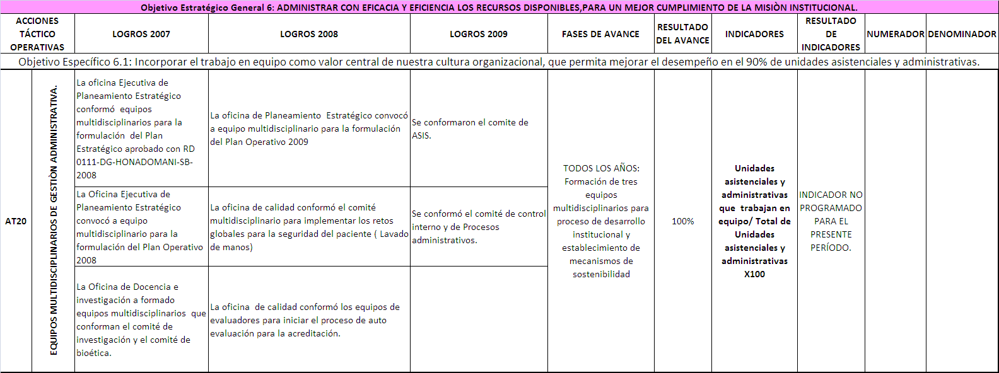 Objetivo Estratégico General 6: ADMINISTRAR CON EFICACIA Y EFICIENCIA LOS RECURSOS DISPONIBLES,PARA UN MEJOR CUMPLIMIENTO DE LA MISIÒN INSTITUCIONAL.
ACCIONES
TÁCTICO
OPERATIVAS
LOGROS 2007
LOGROS 2008
LOGROS 2009
FASES DE AVANCE
RESULTADO
DEL AVANCE
INDICADORES
RESULTADO
DE
INDICADORES
NUMERADOR
DENOMINADOR
Objetivo Específico 6.1: Incorporar el trabajo en equipo como valor central de nuestra cultura organizacional, que permita mejorar el desempeño en el 90% de unidades asistenciales y administrativas.
AT20
EQUIPOS MULTIDISCIPLINARIOS DE GESTIÒN ADMINISTRATIVA.
La oficina Ejecutiva de
Planeamiento Estratégico
conformó equipos
multidisciplinarios para la
formulación del Plan
Estratégico aprobado con RD
0111-DG-HONADOMANI-SB-
2008
La oficina de Planeamiento Estratégico convocó
a equipo multidisciplinario para la formulación
del Plan Operativo 2009
Se conformaron el comite de
ASIS.
La Oficina Ejecutiva de
Planeamiento Estratégico
convocó a equipo
multidisciplinario para la
formulación del Plan Operativo
2008
La oficina de calidad conformó el comité
multidisciplinario para implementar los retos
globales para la seguridad del paciente ( Lavado
de manos)
Se conformó el comité de control
interno y de Procesos
administrativos.
La Oficina de Docencia e
investigación a formado
equipos multidisciplinarios que
conforman el comité de
investigación y el comité de
bioética.
La oficina de calidad conformó los equipos de
evaluadores para iniciar el proceso de auto
evaluación para la acreditación.
TODOS LOS AÑOS:
Formación de tres
equipos
multidisciplinarios para
proceso de desarrollo
institucional y
establecimiento de
mecanismos de
sostenibilidad
100%
Unidades
asistenciales y
administrativas
que trabajan en
equipo/ Total de
Unidades
asistenciales y
administrativas
X100
INDICADOR NO
PROGRAMADO
PARA EL
PRESENTE
PERÍODO.